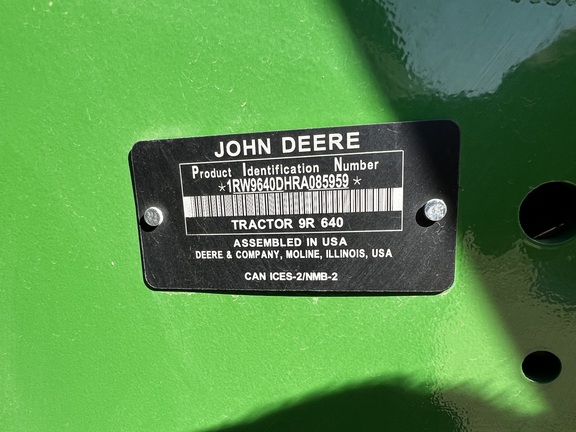 JOHN DEERE
Product Identification Number
*1RW9640DHRA085959*
TRACTOR 9R 640
ASSEMBLED IN USA
DEERE & COMPANY, MOLINE, ILLINOIS, USA
CAN ICES-2/NMB-2